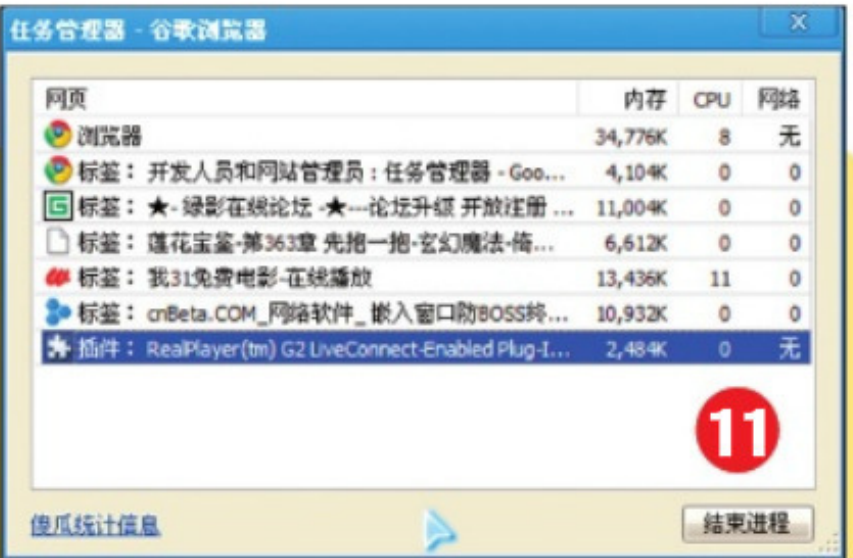 任务管理器 - 谷歌浏览器
网页 内存 CPU 网络
浏览器 34,776K 8 无
标签： 开发人员和网站管理员 : 任务管理器 - Goo... 4,104K 0 0
标签： ★- 绿影在线论坛 -★---论坛升级 开放注册 ... 11,004K 0 0
标签： 莲花宝鉴-第363章 先抱一抱-玄幻魔法-倚... 6,612K 0 0
标签： 我31免费电影-在线播放 13,436K 11 0
标签： cnBeta.COM_网络软件_ 嵌入窗口防BOSS终... 10,932K 0 0
插件： RealPlayer(tm) G2 LiveConnect-Enabled Plug-I... 2,484K 0 无
11
傻瓜统计信息 结束进程